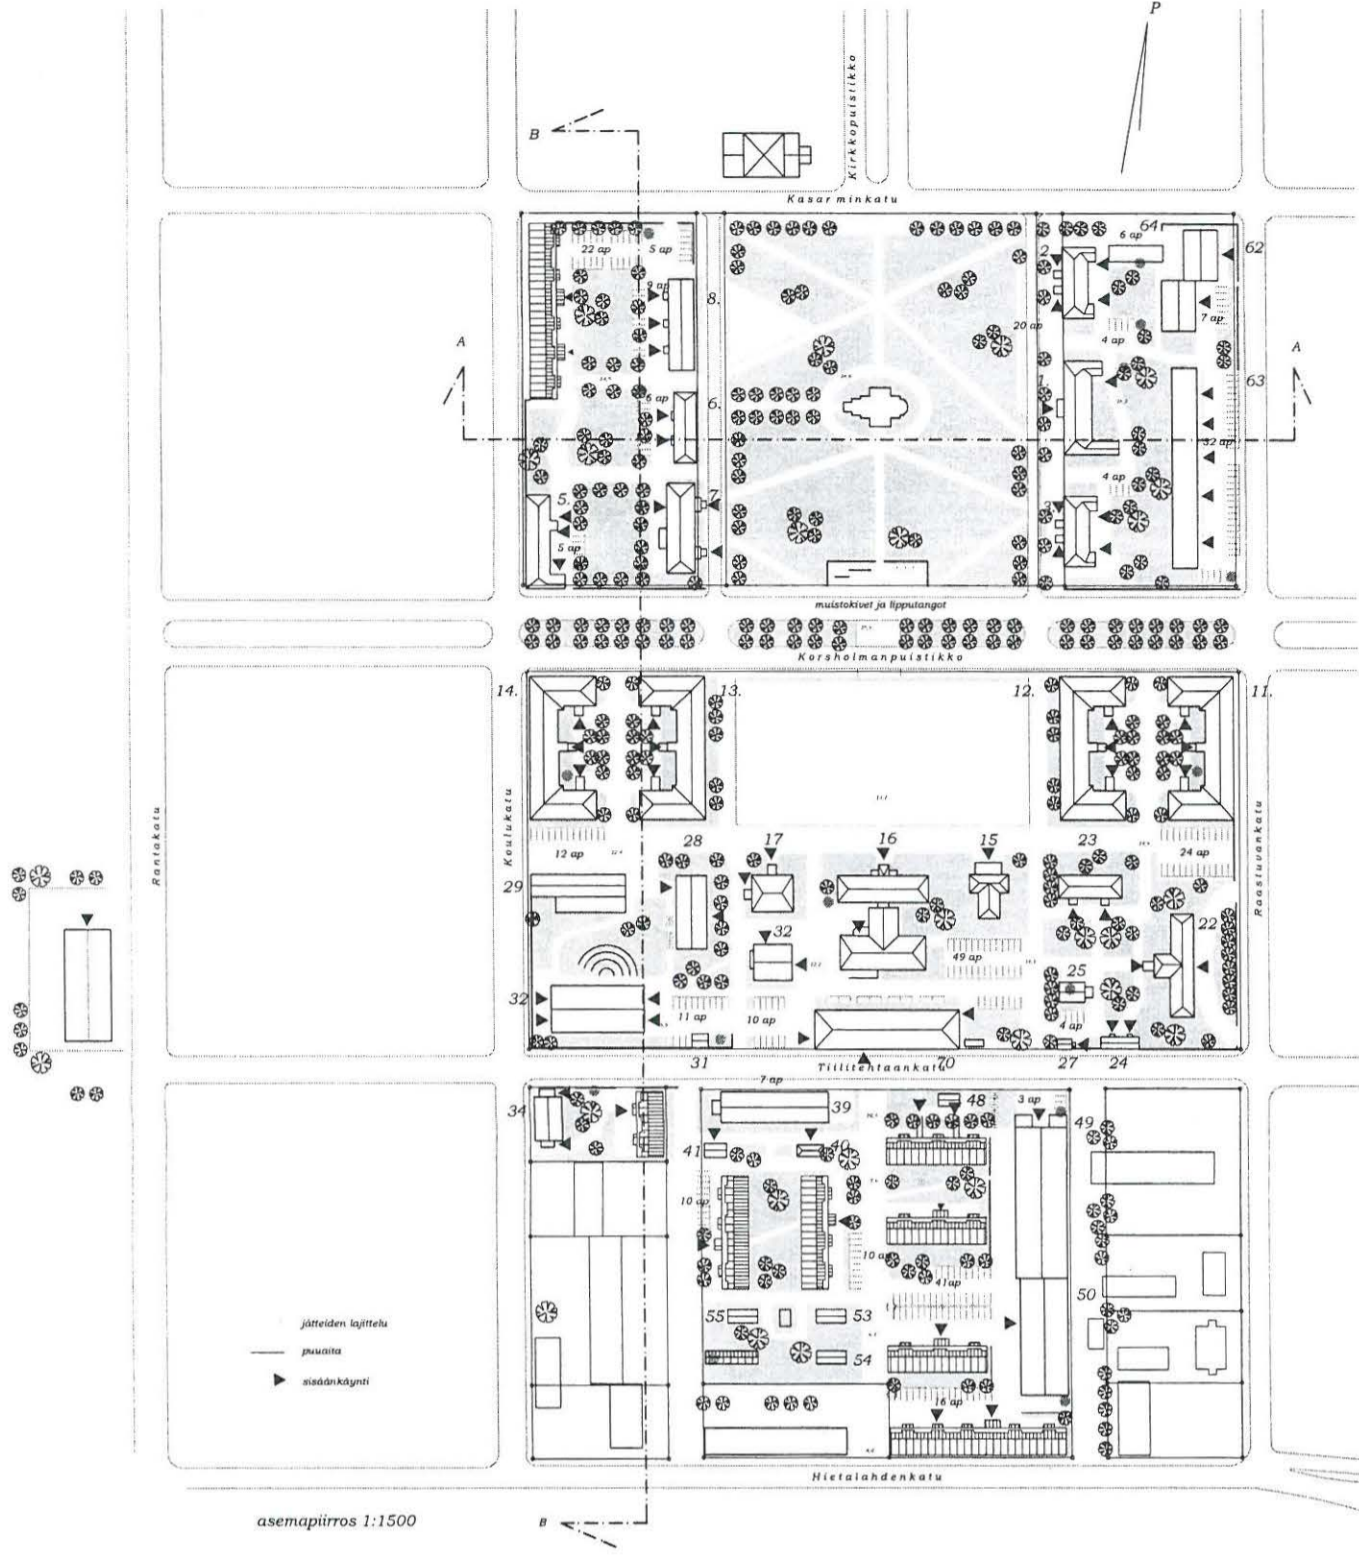 P
Kirkkopuistikko
B
Kasarminkatu
64
6 ap
62
22 ap
5 ap
2.
9 ap
8.
20 ap
7 ap
4 ap
A
A
6 ap
6.
1.
63
32 ap
5.
7.
4 ap
3.
5 ap
muistokivet ja lipputangot
Korsholmanpuistikko
14.
13.
12.
11.
Rantakatu
Koulukatu
Raastuvankatu
12 ap
28
17
16
15
23
24 ap
29
32
22
49 ap
25
32
11 ap
10 ap
4 ap
31
70
27
24
Tiilitehtaankatu
7 ap
34
39
48
3 ap
49
41
40
10 ap
10 ap
41 ap
50
55
53
54
16 ap
jätteiden lajittelu
puuaita
sisäänkäynti
Hietalahdenkatu
asemapiirros 1:1500
B